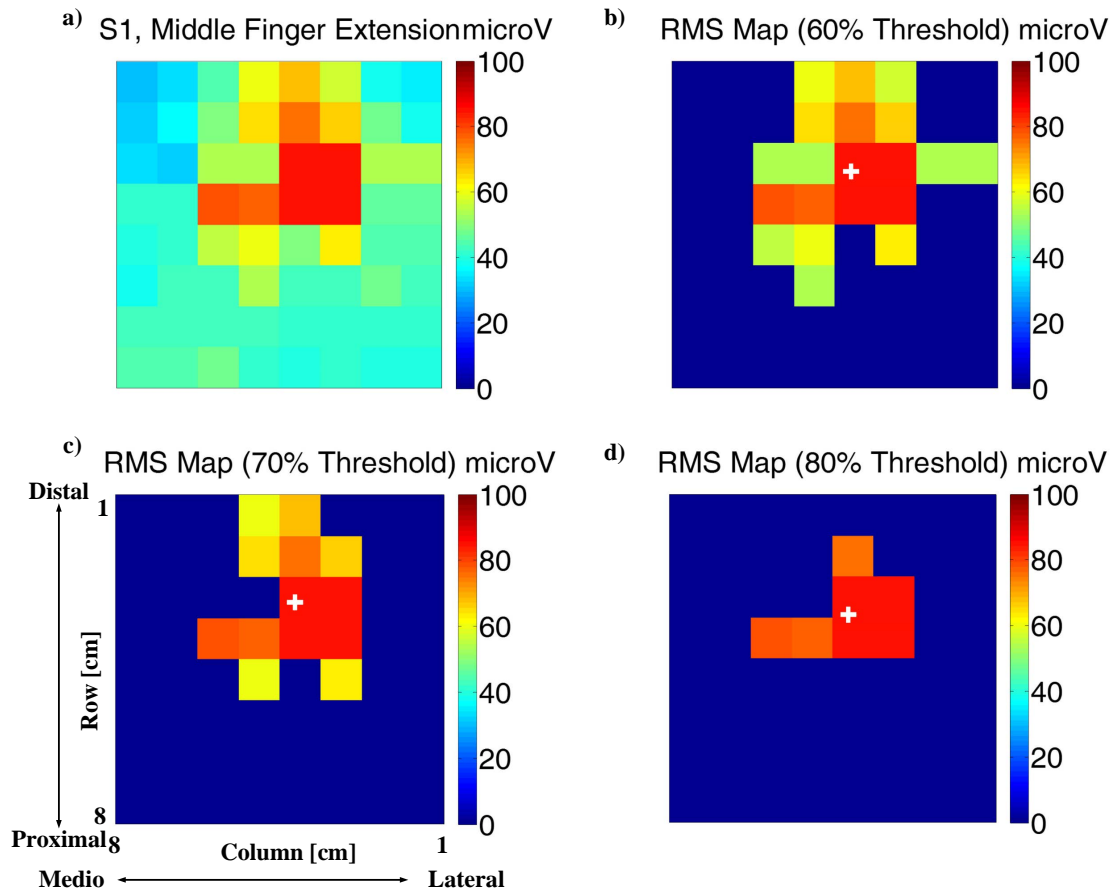 a)
S1, Middle Finger Extension microV
100
80
60
40
20
0
b)
RMS Map (60% Threshold) microV
100
80
60
40
20
0
c)
RMS Map (70% Threshold) microV
100
80
60
40
20
0
Distal
1
Row [cm]
8
Proximal
8
Column [cm]
1
Medio
Lateral
d)
RMS Map (80% Threshold) microV
100
80
60
40
20
0